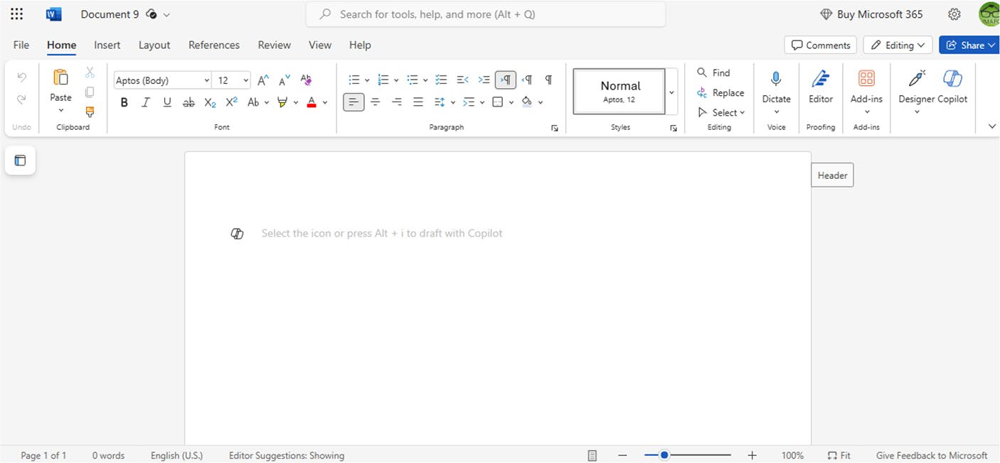 Document 9
Search for tools, help, and more (Alt + Q)
Buy Microsoft 365
File Home Insert Layout References Review View Help
Comments Editing Share
Aptos (Body) 12
Paste
Normal
Aptos, 12
Find
Replace
Select
Dictate Editor Add-ins Designer Copilot
Undo Clipboard Font Paragraph Styles Editing Voice Proofing Add-ins
Header
Select the icon or press Alt + i to draft with Copilot
Page 1 of 1 0 words English (U.S.) Editor Suggestions: Showing 100% Fit Give Feedback to Microsoft